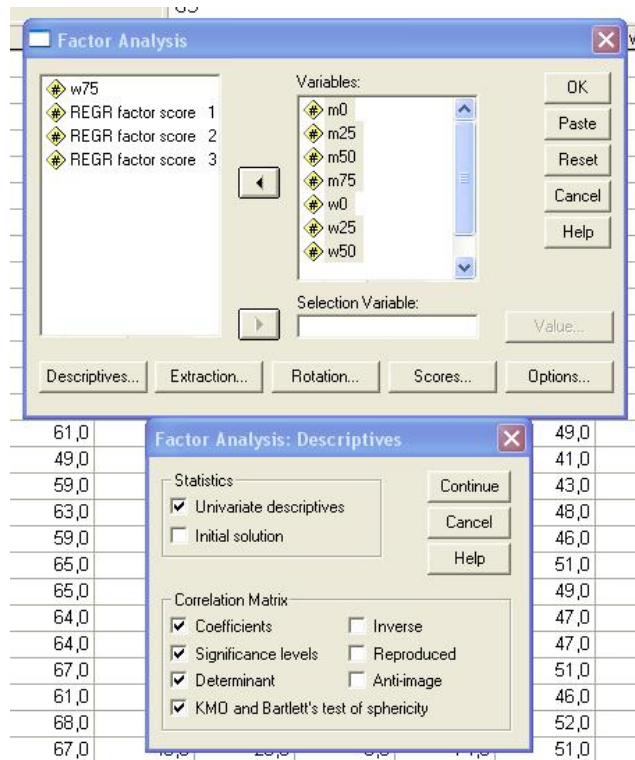 Factor Analysis
w75
REGR factor score 1
REGR factor score 2
REGR factor score 3
Variables:
m0
m25
m50
m75
w0
w25
w50
Selection Variable:
OK
Paste
Reset
Cancel
Help
Value...
Descriptives... Extraction... Rotation... Scores... Options...
Factor Analysis: Descriptives
Statistics
Univariate descriptives
Initial solution
Continue
Cancel
Help
Correlation Matrix
Coefficients Inverse
Significance levels Reproduced
Determinant Anti-image
KMO and Bartlett's test of sphericity
61,0 49,0
49,0 41,0
59,0 43,0
63,0 48,0
59,0 46,0
65,0 51,0
65,0 49,0
64,0 47,0
64,0 47,0
67,0 51,0
61,0 46,0
68,0 52,0
67,0 51,0